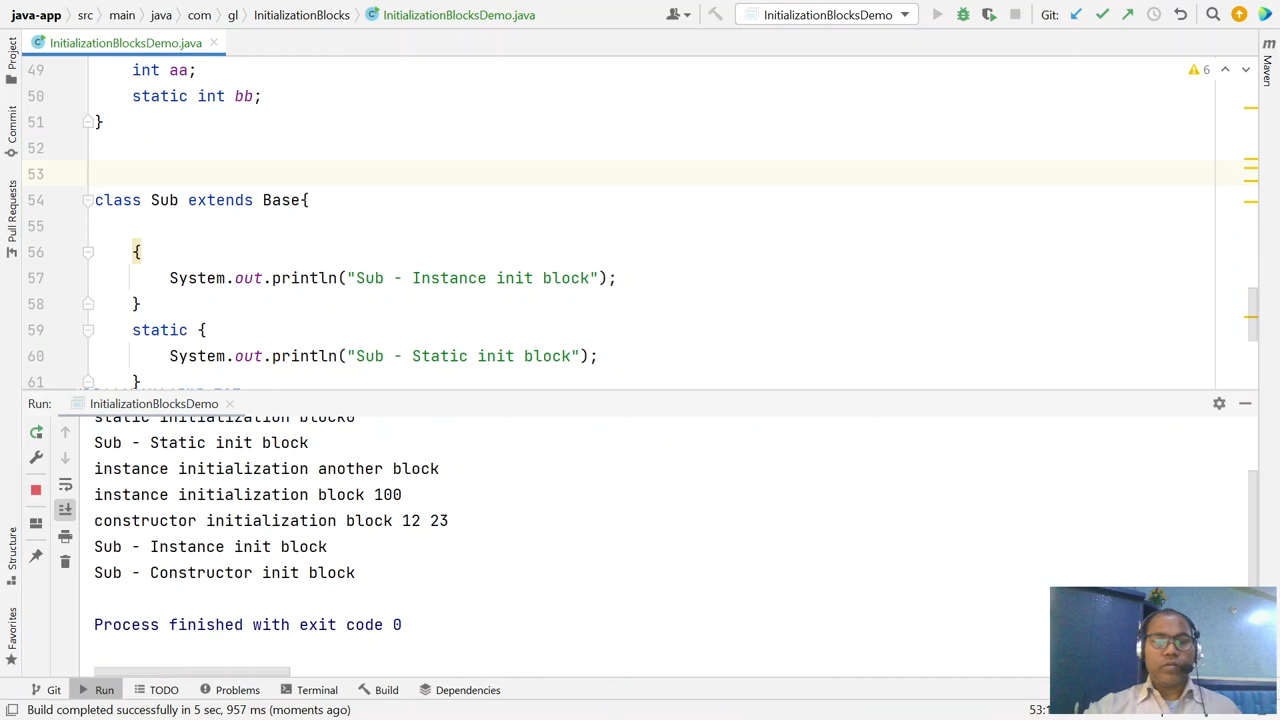 java-app src main java com gl InitializationBlocks InitializationBlocksDemo.java InitializationBlocksDemo Git:
InitializationBlocksDemo.java
Project
Commit
Pull Requests
Structure
Favorites
Maven
6
49 int aa;
50 static int bb;
51 }
52
53
54 class Sub extends Base{
55
56 {
57 System.out.println("Sub - Instance init block");
58 }
59 static {
60 System.out.println("Sub - Static init block");
61 }
Run: InitializationBlocksDemo
static initialization block0
Sub - Static init block
instance initialization another block
instance initialization block 100
constructor initialization block 12 23
Sub - Instance init block
Sub - Constructor init block
Process finished with exit code 0
Git Run TODO Problems Terminal Build Dependencies
Build completed successfully in 5 sec, 957 ms (moments ago)